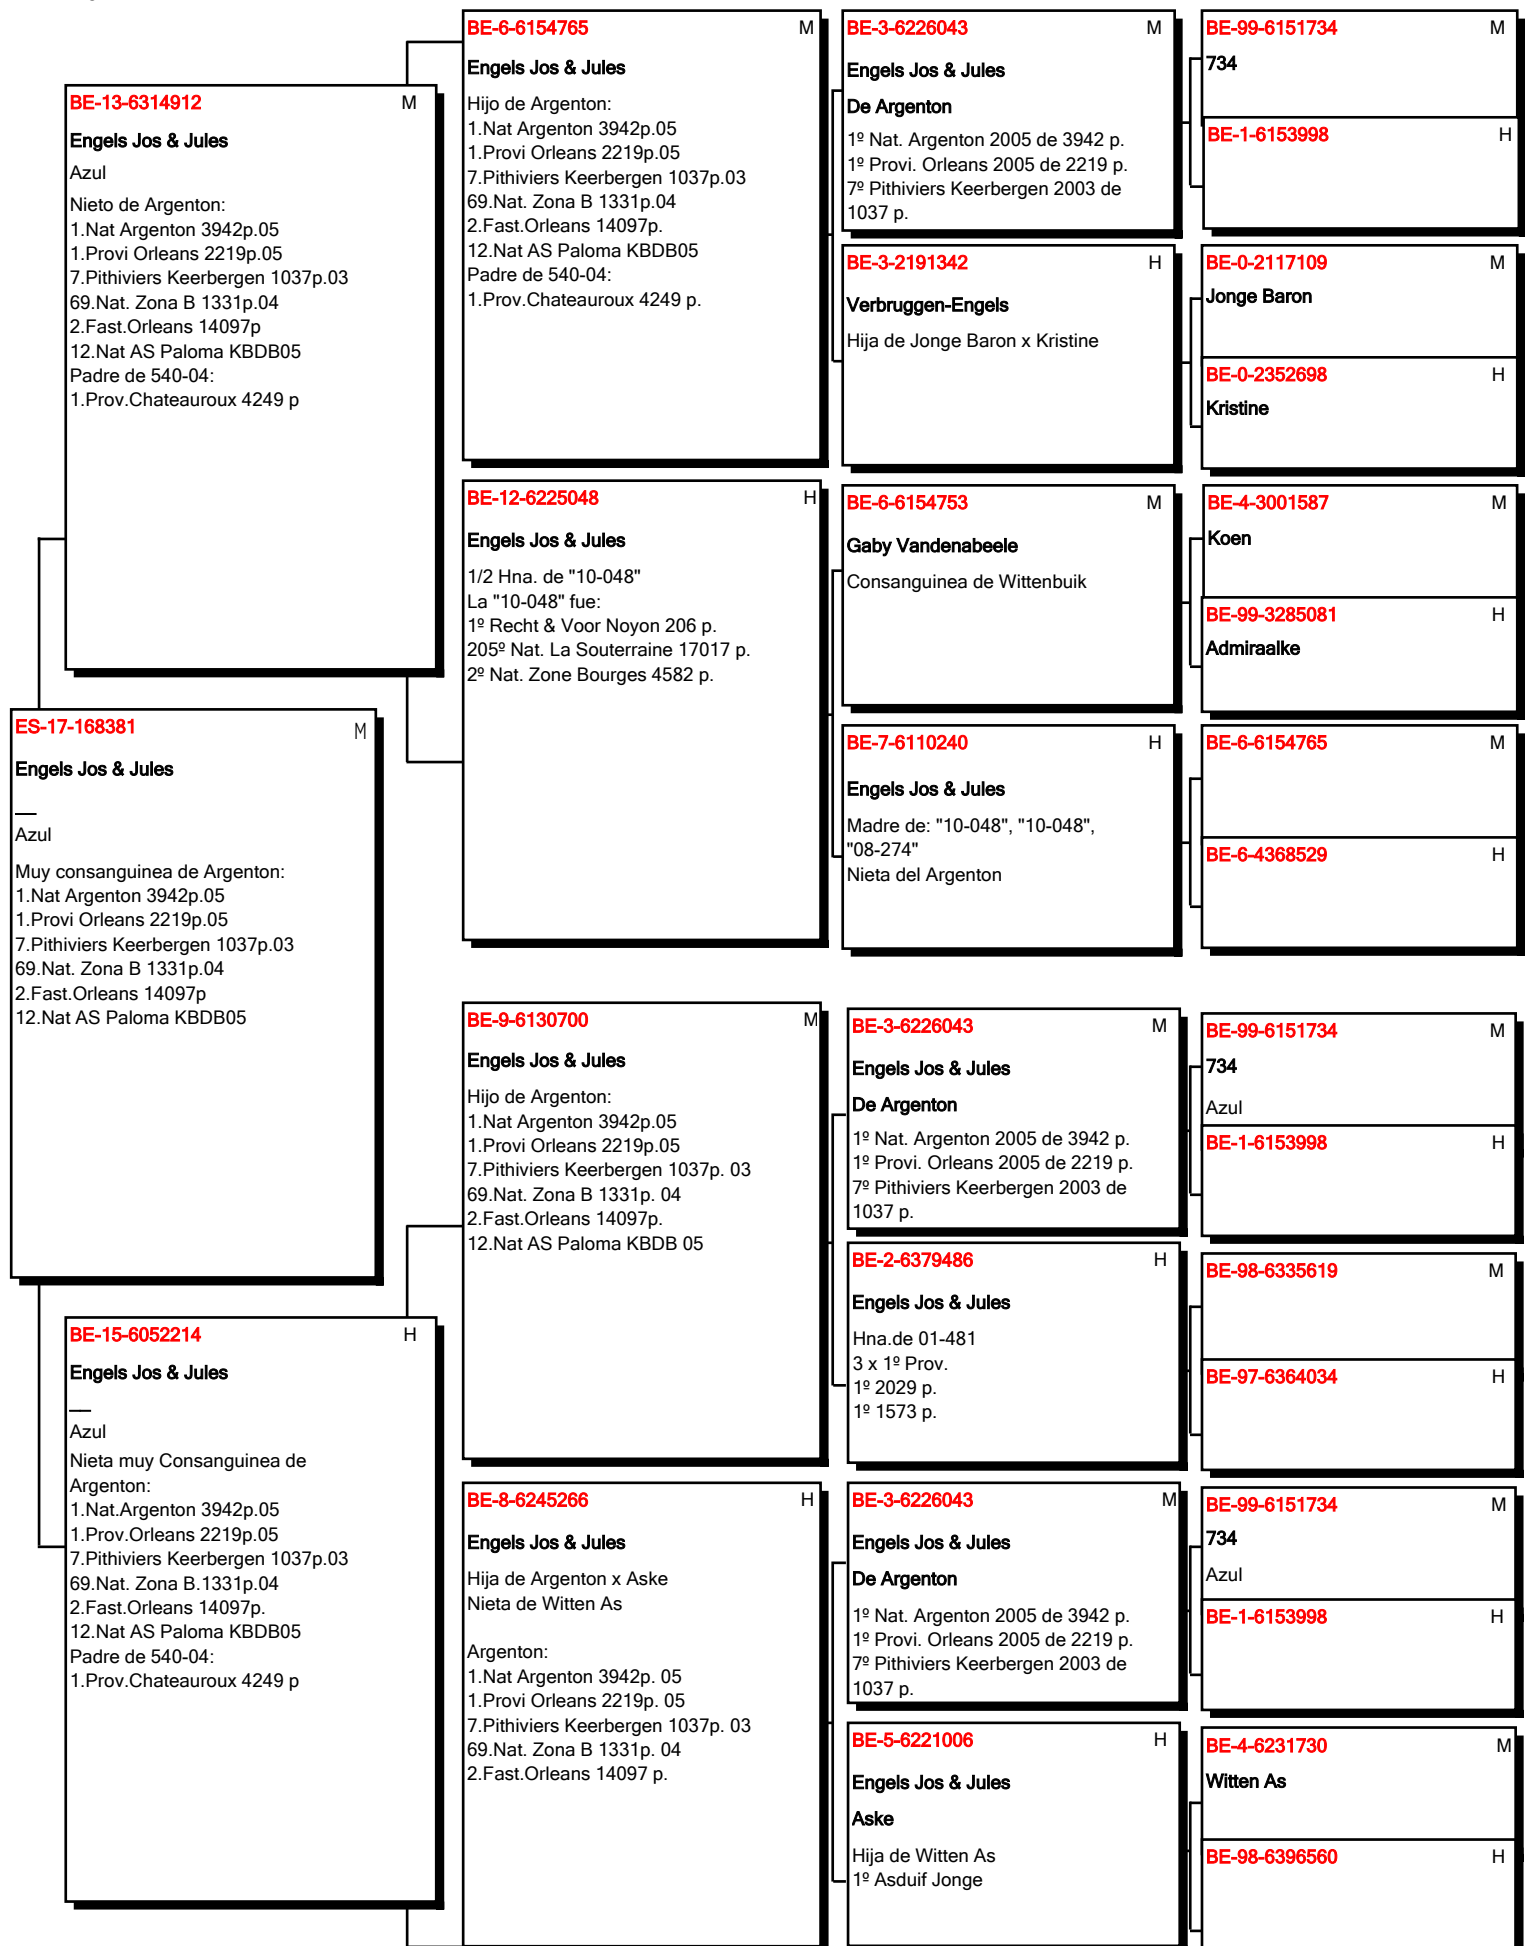 BE-13-6314912 M
Engels Jos & Jules
Azul
Nieto de Argenton:
1.Nat Argenton 3942p.05
1.Provi Orleans 2219p.05
7.Pithiviers Keerbergen 1037p.03
69.Nat. Zona B 1331p.04
2.Fast.Orleans 14097p
12.Nat AS Paloma KBDB05
Padre de 540-04:
1.Prov.Chateauroux 4249 p
ES-17-168381 M
Engels Jos & Jules
__
Azul
Muy consanguinea de Argenton:
1.Nat Argenton 3942p.05
1.Provi Orleans 2219p.05
7.Pithiviers Keerbergen 1037p.03
69.Nat. Zona B 1331p.04
2.Fast.Orleans 14097p
12.Nat AS Paloma KBDB05
BE-15-6052214 H
Engels Jos & Jules
__
Azul
Nieta muy Consanguinea de
Argenton:
1.Nat.Argenton 3942p.05
1.Prov.Orleans 2219p.05
7.Pithiviers Keerbergen 1037p.03
69.Nat. Zona B.1331p.04
2.Fast.Orleans 14097p.
12.Nat AS Paloma KBDB05
Padre de 540-04:
1.Prov.Chateauroux 4249 p
BE-6-6154765 M
Engels Jos & Jules
Hijo de Argenton:
1.Nat Argenton 3942p.05
1.Provi Orleans 2219p.05
7.Pithiviers Keerbergen 1037p.03
69.Nat. Zona B 1331p.04
2.Fast.Orleans 14097p.
12.Nat AS Paloma KBDB05
Padre de 540-04:
1.Prov.Chateauroux 4249 p.
BE-12-6225048 H
Engels Jos & Jules
1/2 Hna. de "10-048"
La "10-048" fue:
1º Recht & Voor Noyon 206 p.
205º Nat. La Souterraine 17017 p.
2º Nat. Zone Bourges 4582 p.
BE-9-6130700 M
Engels Jos & Jules
Hijo de Argenton:
1.Nat Argenton 3942p.05
1.Provi Orleans 2219p.05
7.Pithiviers Keerbergen 1037p. 03
69.Nat. Zona B 1331p. 04
2.Fast.Orleans 14097p.
12.Nat AS Paloma KBDB 05
BE-8-6245266 H
Engels Jos & Jules
Hija de Argenton x Aske
Nieta de Witten As
Argenton:
1.Nat Argenton 3942p. 05
1.Provi Orleans 2219p. 05
7.Pithiviers Keerbergen 1037p. 03
69.Nat. Zona B 1331p. 04
2.Fast.Orleans 14097 p.
BE-3-6226043 M
Engels Jos & Jules
De Argenton
1º Nat. Argenton 2005 de 3942 p.
1º Provi. Orleans 2005 de 2219 p.
7º Pithiviers Keerbergen 2003 de
1037 p.
BE-3-2191342 H
Verbruggen-Engels
Hija de Jonge Baron x Kristine
BE-6-6154753 M
Gaby Vandenabeele
Consanguinea de Wittenbuik
BE-7-6110240 H
Engels Jos & Jules
Madre de: "10-048", "10-048",
"08-274"
Nieta del Argenton
BE-3-6226043 M
Engels Jos & Jules
De Argenton
1º Nat. Argenton 2005 de 3942 p.
1º Provi. Orleans 2005 de 2219 p.
7º Pithiviers Keerbergen 2003 de
1037 p.
BE-2-6379486 H
Engels Jos & Jules
Hna.de 01-481
3 x 1º Prov.
1º 2029 p.
1º 1573 p.
BE-3-6226043 M
Engels Jos & Jules
De Argenton
1º Nat. Argenton 2005 de 3942 p.
1º Provi. Orleans 2005 de 2219 p.
7º Pithiviers Keerbergen 2003 de
1037 p.
BE-5-6221006 H
Engels Jos & Jules
Aske
Hija de Witten As
1º Asduif Jonge
BE-99-6151734 M
734
BE-1-6153998 H
BE-0-2117109 M
Jonge Baron
BE-0-2352698 H
Kristine
BE-4-3001587 M
Koen
BE-99-3285081 H
Admiraalke
BE-6-6154765 M
BE-6-4368529 H
BE-99-6151734 M
734
Azul
BE-1-6153998 H
BE-98-6335619 M
BE-97-6364034 H
BE-99-6151734 M
734
Azul
BE-1-6153998 H
BE-4-6231730 M
Witten As
BE-98-6396560 H